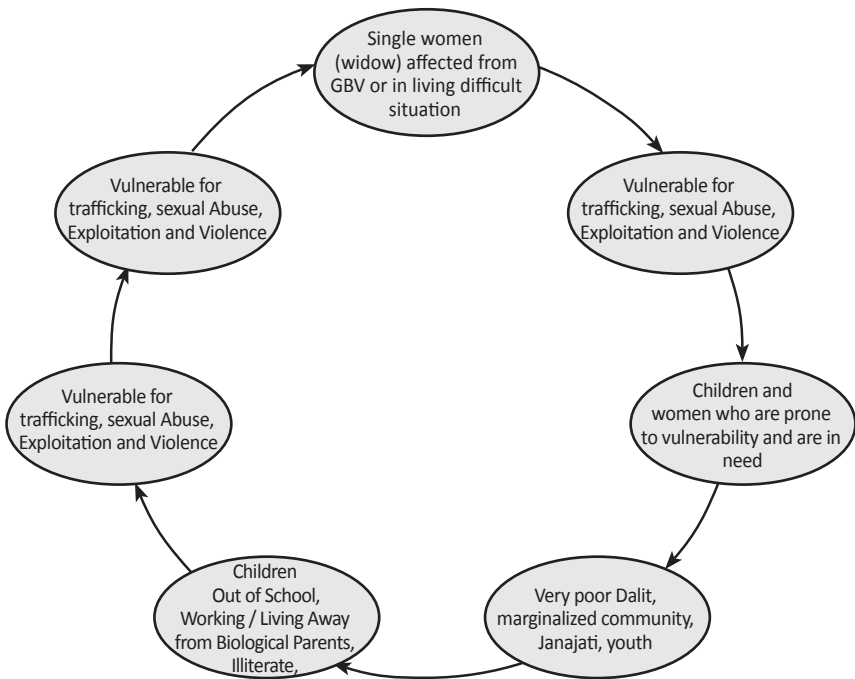 Single women
(widow) affected from
GBV or in living difficult
situation
Vulnerable for
trafficking, sexual Abuse,
Exploitation and Violence
Children and
women who are prone
to vulnerability and are in
need
Very poor Dalit,
marginalized community,
Janajati, youth
Children
Out of School,
Working / Living Away
from Biological Parents,
Illiterate,
Vulnerable for
trafficking, sexual Abuse,
Exploitation and Violence
Vulnerable for
trafficking, sexual Abuse,
Exploitation and Violence